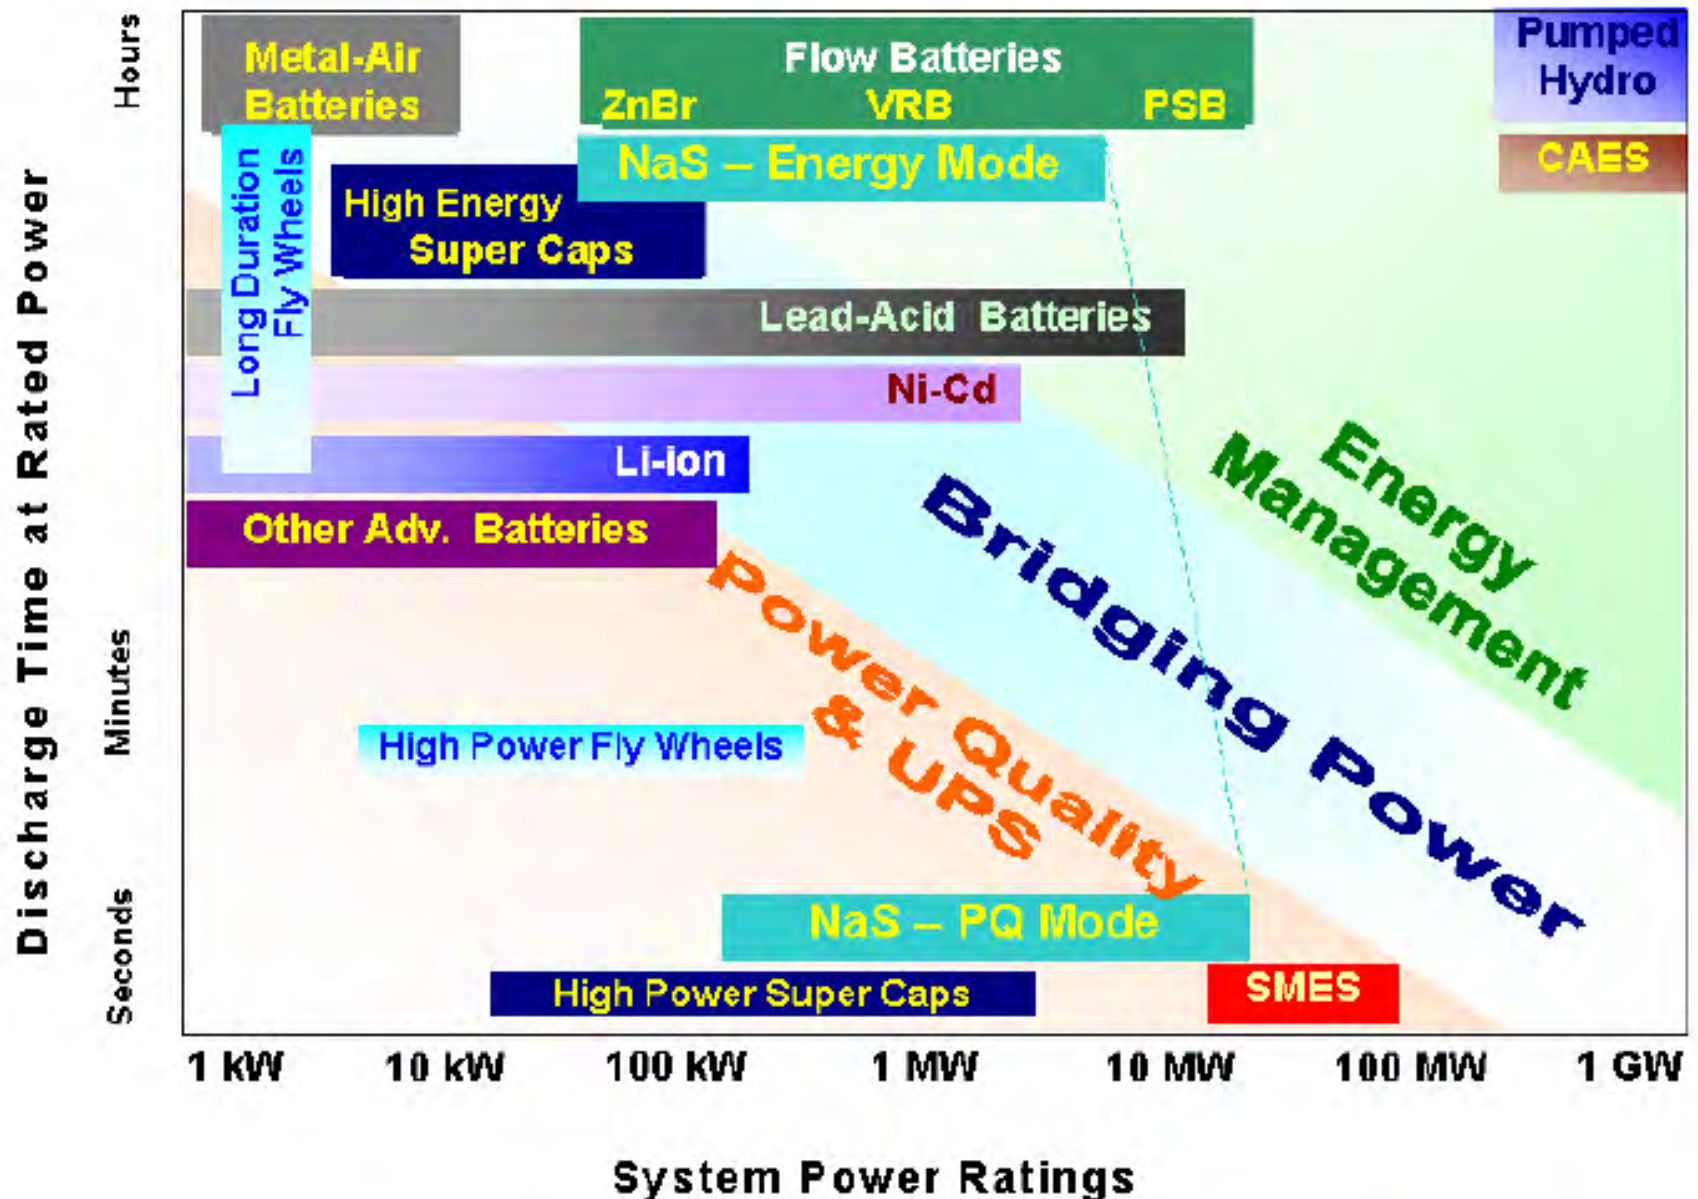 Discharge Time at Rated Power
Hours
Minutes
Seconds
Metal-Air
Batteries
Flow Batteries
ZnBr VRB PSB
Pumped
Hydro
CAES
NaS – Energy Mode
Long Duration
Fly Wheels
High Energy
Super Caps
Lead-Acid Batteries
Ni-Cd
Li-ion
Other Adv. Batteries
Energy
Management
Bridging Power
Power Quality
& UPS
High Power Fly Wheels
NaS – PQ Mode
High Power Super Caps
SMES
1 kW 10 kW 100 kW 1 MW 10 MW 100 MW 1 GW
System Power Ratings